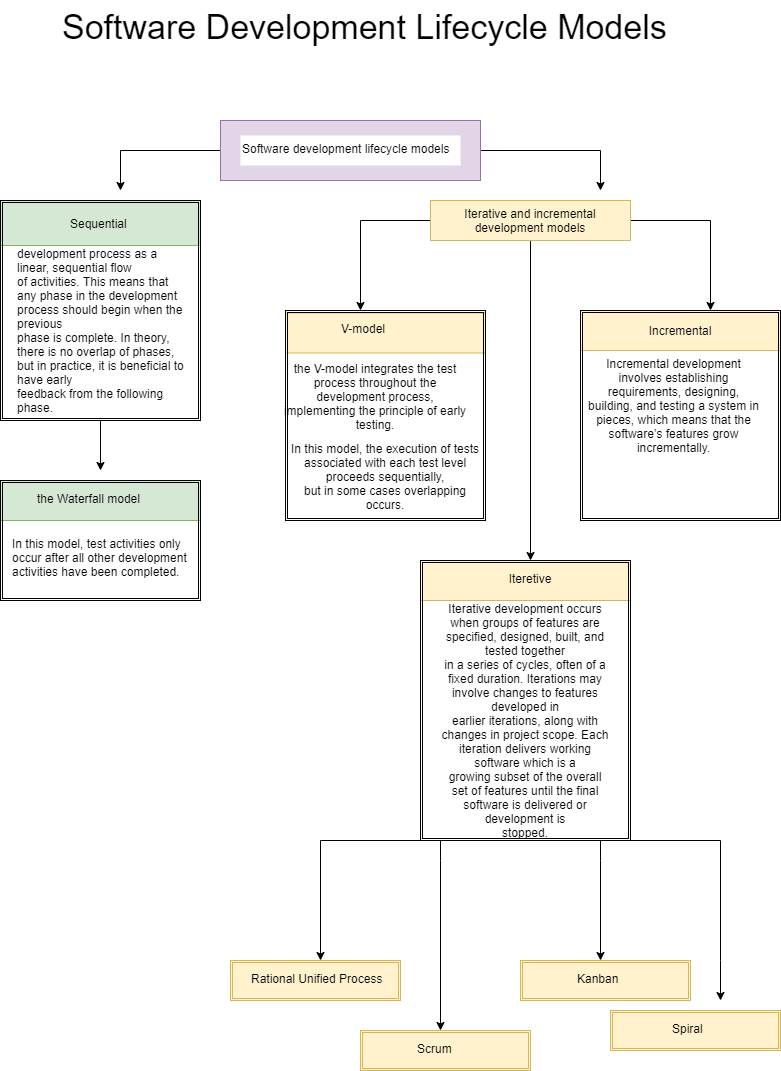 Software Development Lifecycle Models
Software development lifecycle models
Sequential
development process as a
linear, sequential flow
of activities. This means that
any phase in the development
process should begin when the
previous
phase is complete. In theory,
there is no overlap of phases,
but in practice, it is beneficial to
have early
feedback from the following
phase.
the Waterfall model
In this model, test activities only
occur after all other development
activities have been completed.
Iterative and incremental
development models
V-model
the V-model integrates the test
process throughout the
development process,
mplementing the principle of early
testing.
In this model, the execution of tests
associated with each test level
proceeds sequentially,
but in some cases overlapping
occurs.
Incremental
Incremental development
involves establishing
requirements, designing,
building, and testing a system in
pieces, which means that the
software's features grow
incrementally.
Iteretive
Iterative development occurs
when groups of features are
specified, designed, built, and
tested together
in a series of cycles, often of a
fixed duration. Iterations may
involve changes to features
developed in
earlier iterations, along with
changes in project scope. Each
iteration delivers working
software which is a
growing subset of the overall
set of features until the final
software is delivered or
development is
stopped.
Rational Unified Process
Kanban
Spiral
Scrum